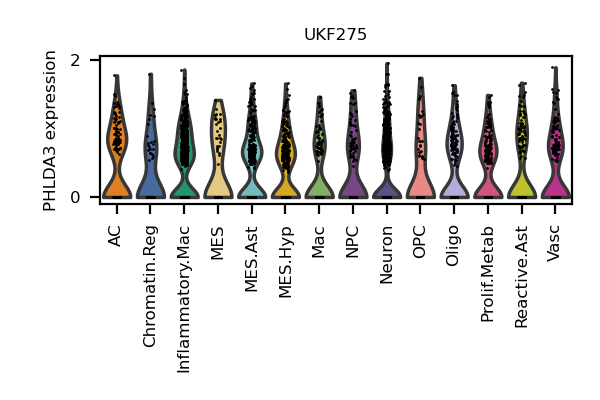 UKF275
PHLDA3 expression
2
0
AC
Chromatin.Reg
Inflammatory.Mac
MES
MES.Ast
MES.Hyp
Mac
NPC
Neuron
OPC
Oligo
Prolif.Metab
Reactive.Ast
Vasc